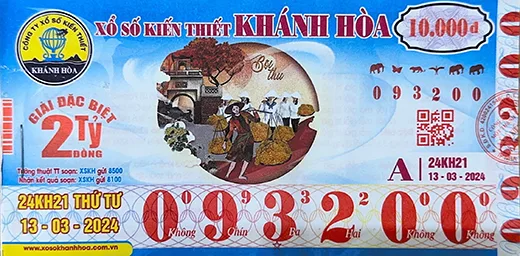 CÔNG TY XỔ SỐ KIẾN THIẾT
KHÁNH HÒA
XỔ SỐ KIẾN THIẾT KHÁNH HÒA
10.000đ
Bội thu
093200
GIẢI ĐẶC BIỆT
2 Tỷ
ĐỒNG
Tường thuật TT soạn: XSKH gửi 8500
Nhận kết quả soạn: XSKH gửi 8100
A 24KH21
13 - 03 - 2024
24KH21 THỨ TƯ
13 - 03 - 2024
www.xosokhanhhoa.com.vn
0 9 3 2 0 0
Không Chín Ba Hai Không Không